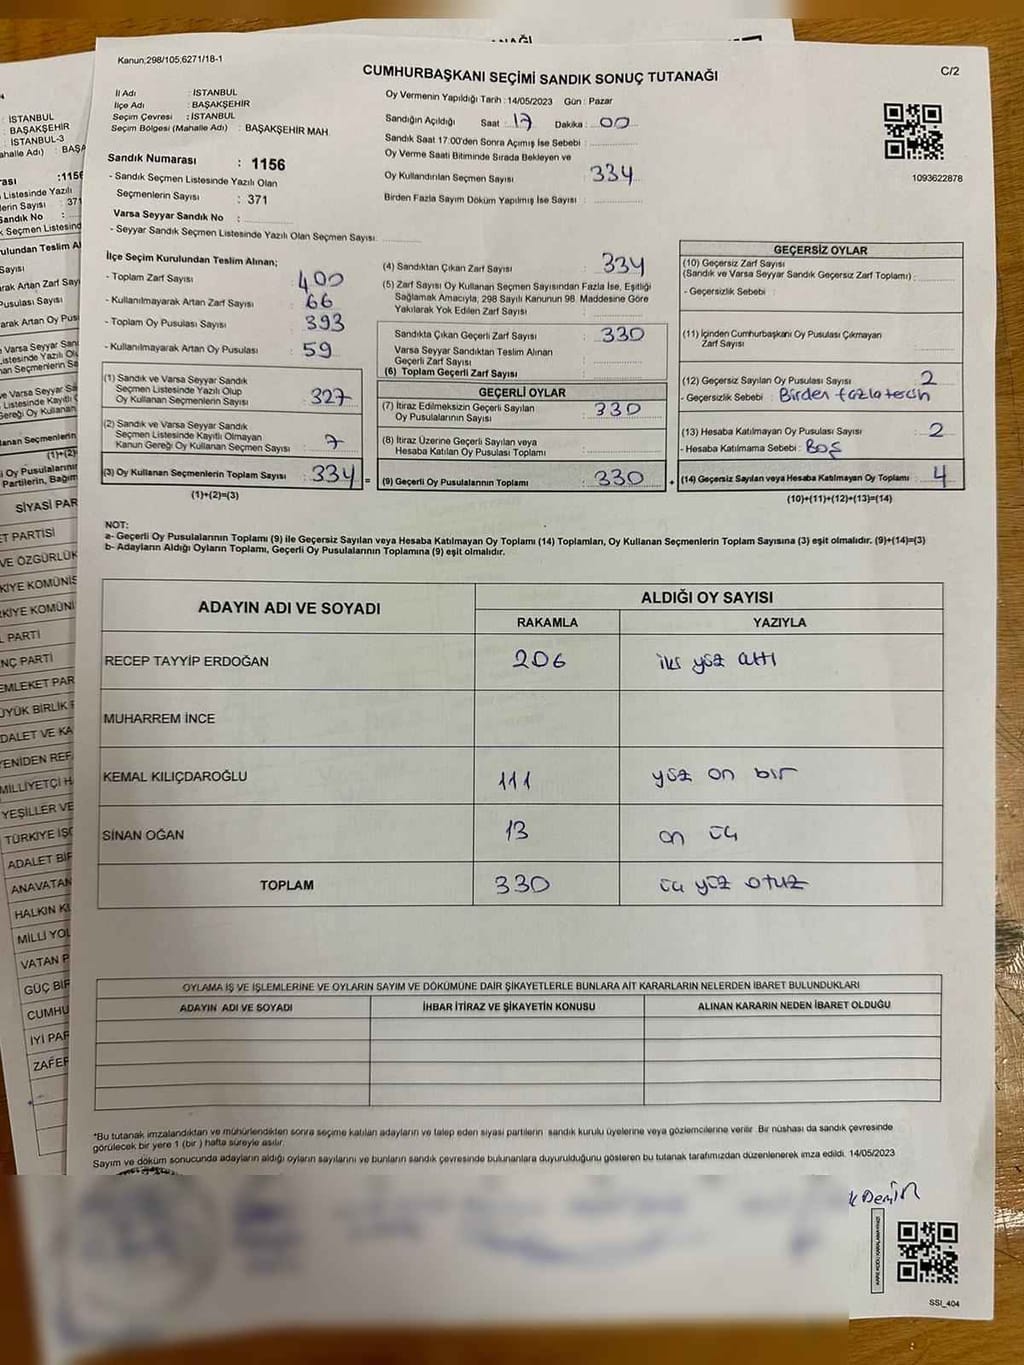 Kanun;298/105,6271/18-1
CUMHURBAŞKANI SEÇİMİ SANDIK SONUÇ TUTANAĞI
C/2
İl Adı : İSTANBUL
İlçe Adı : BAŞAKŞEHİR
Seçim Çevresi : İSTANBUL
Seçim Bölgesi (Mahalle Adı) : BAŞAKŞEHİR MAH.
Oy Vermenin Yapıldığı Tarih : 14/05/2023 Gün : Pazar
Sandığın Açıldığı Saat : 17 Dakika : 00
Sandık Saat 17:00'den Sonra Açımış İse Sebebi :
Oy Verme Saati Bitiminde Sırada Bekleyen ve
Oy Kullandırılan Seçmen Sayısı : 334
Birden Fazla Sayım Döküm Yapılmış İse Sayısı :
1093622878
Sandık Numarası : 1156
- Sandık Seçmen Listesinde Yazılı Olan
Seçmenlerin Sayısı : 371
Varsa Seyyar Sandık No :
- Seyyar Sandık Seçmen Listesinde Yazılı Olan Seçmen Sayısı:
İlçe Seçim Kurulundan Teslim Alınan;
- Toplam Zarf Sayısı : 400
- Kullanılmayarak Artan Zarf Sayısı : 66
- Toplam Oy Pusulası Sayısı : 393
- Kullanılmayarak Artan Oy Pusulası : 59
(1) Sandık ve Varsa Seyyar Sandık
Seçmen Listesinde Yazılı Olup
Oy Kullanan Seçmenlerin Sayısı : 327
(2) Sandık ve Varsa Seyyar Sandık
Seçmen Listesinde Kayıtlı Olmayan
Kanun Gereği Oy Kullanan Seçmen Sayısı : 7
(3) Oy Kullanan Seçmenlerin Toplam Sayısı : 334 =
(1)+(2)=(3)
(4) Sandıktan Çıkan Zarf Sayısı : 334
(5) Zarf Sayısı Oy Kullanan Seçmen Sayısından Fazla İse, Eşitliği
Sağlamak Amacıyla, 298 Sayılı Kanunun 98. Maddesine Göre
Yakılarak Yok Edilen Zarf Sayısı :
Sandıkta Çıkan Geçerli Zarf Sayısı : 330
Varsa Seyyar Sandıktan Teslim Alınan
Geçerli Zarf Sayısı :
(6) Toplam Geçerli Zarf Sayısı :
GEÇERLİ OYLAR
(7) İtiraz Edilmeksizin Geçerli Sayılan
Oy Pusulalarının Sayısı : 330
(8) İtiraz Üzerine Geçerli Sayılan veya
Hesaba Katılan Oy Pusulası Toplamı :
(9) Geçerli Oy Pusulalarının Toplamı : 330 +
GEÇERSİZ OYLAR
(10) Geçersiz Zarf Sayısı
(Sandık ve Varsa Seyyar Sandık Geçersiz Zarf Toplamı) :
- Geçersizlik Sebebi :
(11) İçinden Cumhurbaşkanı Oy Pusulası Çıkmayan
Zarf Sayısı :
(12) Geçersiz Sayılan Oy Pusulası Sayısı : 2
- Geçersizlik Sebebi : Birden fazla tercih
(13) Hesaba Katılmayan Oy Pusulası Sayısı : 2
- Hesaba Katılmama Sebebi : Boş
(14) Geçersiz Sayılan veya Hesaba Katılmayan Oy Toplamı : 4
(10)+(11)+(12)+(13)=(14)
NOT:
a- Geçerli Oy Pusulalarının Toplamı (9) ile Geçersiz Sayılan veya Hesaba Katılmayan Oy Toplamı (14) Toplamları, Oy Kullanan Seçmenlerin Toplam Sayısına (3) eşit olmalıdır. (9)+(14)=(3)
b- Adayların Aldığı Oyların Toplamı, Geçerli Oy Pusulalarının Toplamına (9) eşit olmalıdır.
ADAYIN ADI VE SOYADI
ALDIĞI OY SAYISI
RAKAMLA YAZIYLA
RECEP TAYYİP ERDOĞAN 206 iki yüz altı
MUHARREM İNCE
KEMAL KILIÇDAROĞLU 111 yüz on bir
SİNAN OĞAN 13 on üç
TOPLAM 330 üç yüz otuz
OYLAMA İŞ VE İŞLEMLERİNE VE OYLARIN SAYIM VE DÖKÜMÜNE DAİR ŞİKAYETLERLE BUNLARA AİT KARARLARIN NELERDEN İBARET BULUNDUKLARI
ADAYIN ADI VE SOYADI İHBAR İTİRAZ VE ŞİKAYETİN KONUSU ALINAN KARARIN NEDEN İBARET OLDUĞU
*Bu tutanak imzalandıktan ve mühürlendikten sonra seçime katılan adayların ve talep eden siyasi partilerin sandık kurulu üyelerine veya gözlemcilerine verilir. Bir nüshası da sandık çevresinde
görülecek bir yere 1 (bir ) hafta süreyle asılır.
Sayım ve döküm sonucunda adayların aldığı oyların sayılarını ve bunların sandık çevresinde bulunanlara duyurulduğunu gösteren bu tutanak tarafımızdan düzenlenerek imza edildi. 14/05/2023
SSI_404